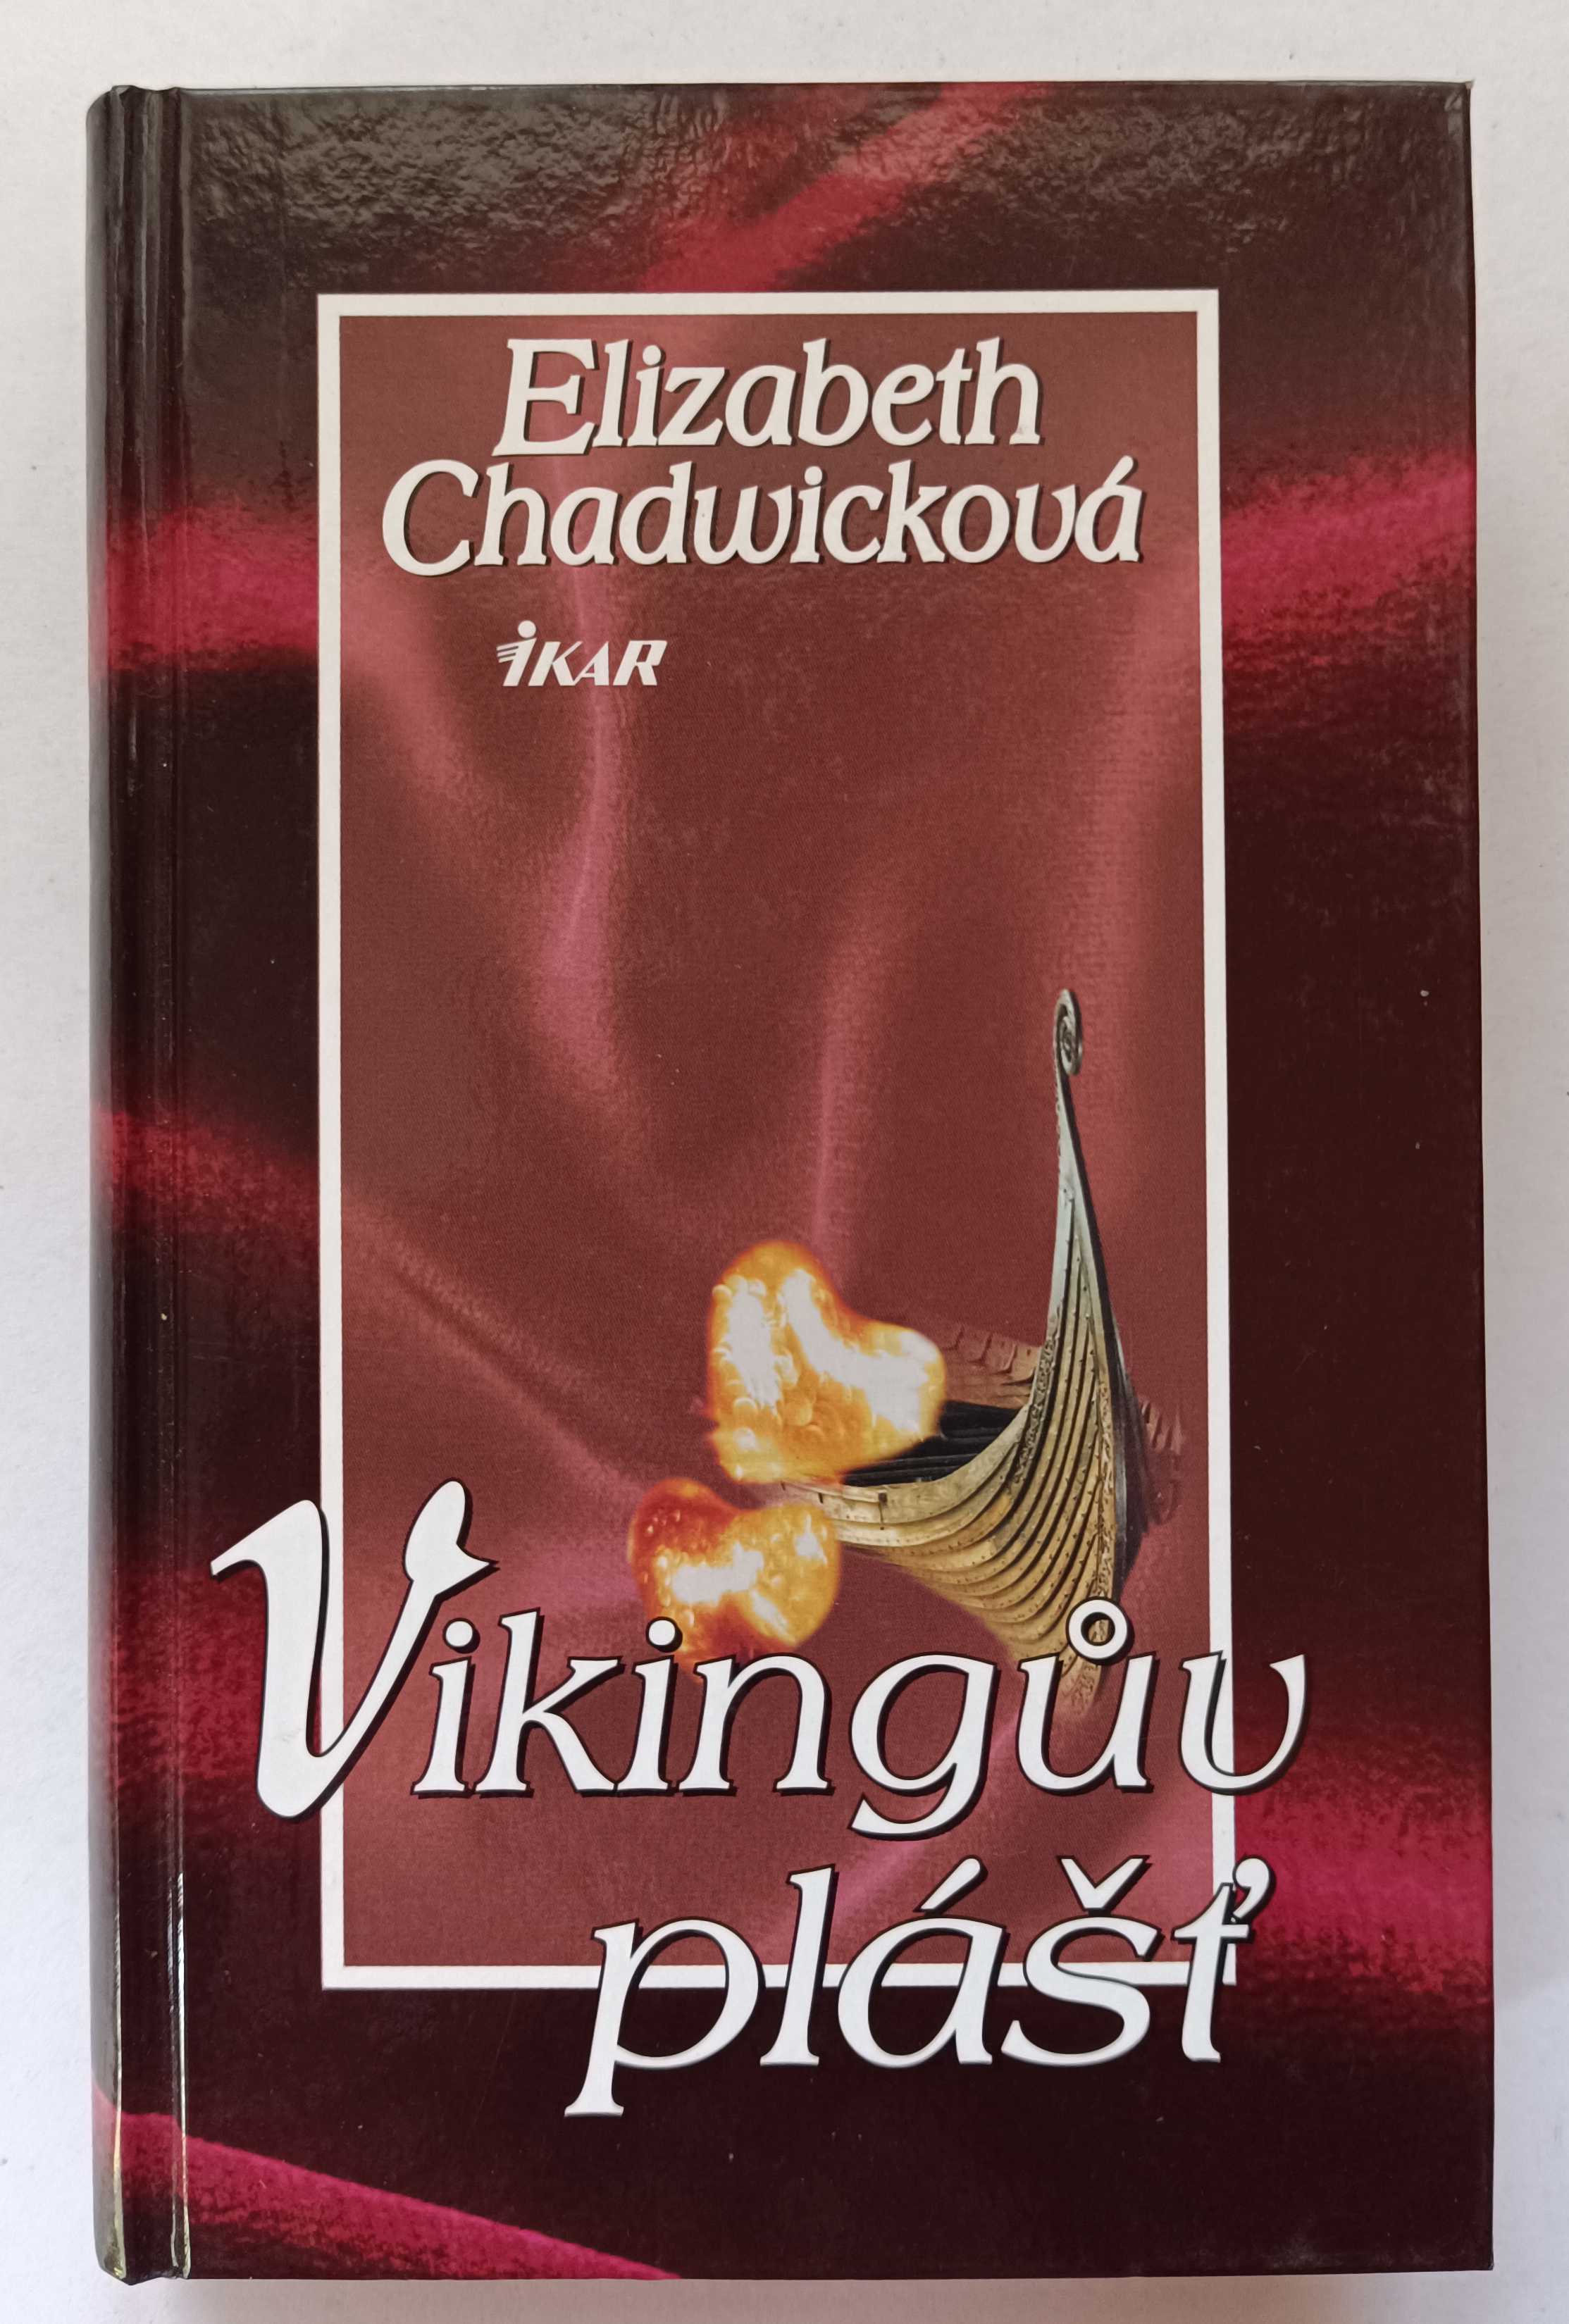 Elizabeth
Chadwicková
iKAR
Vikingův
plášť